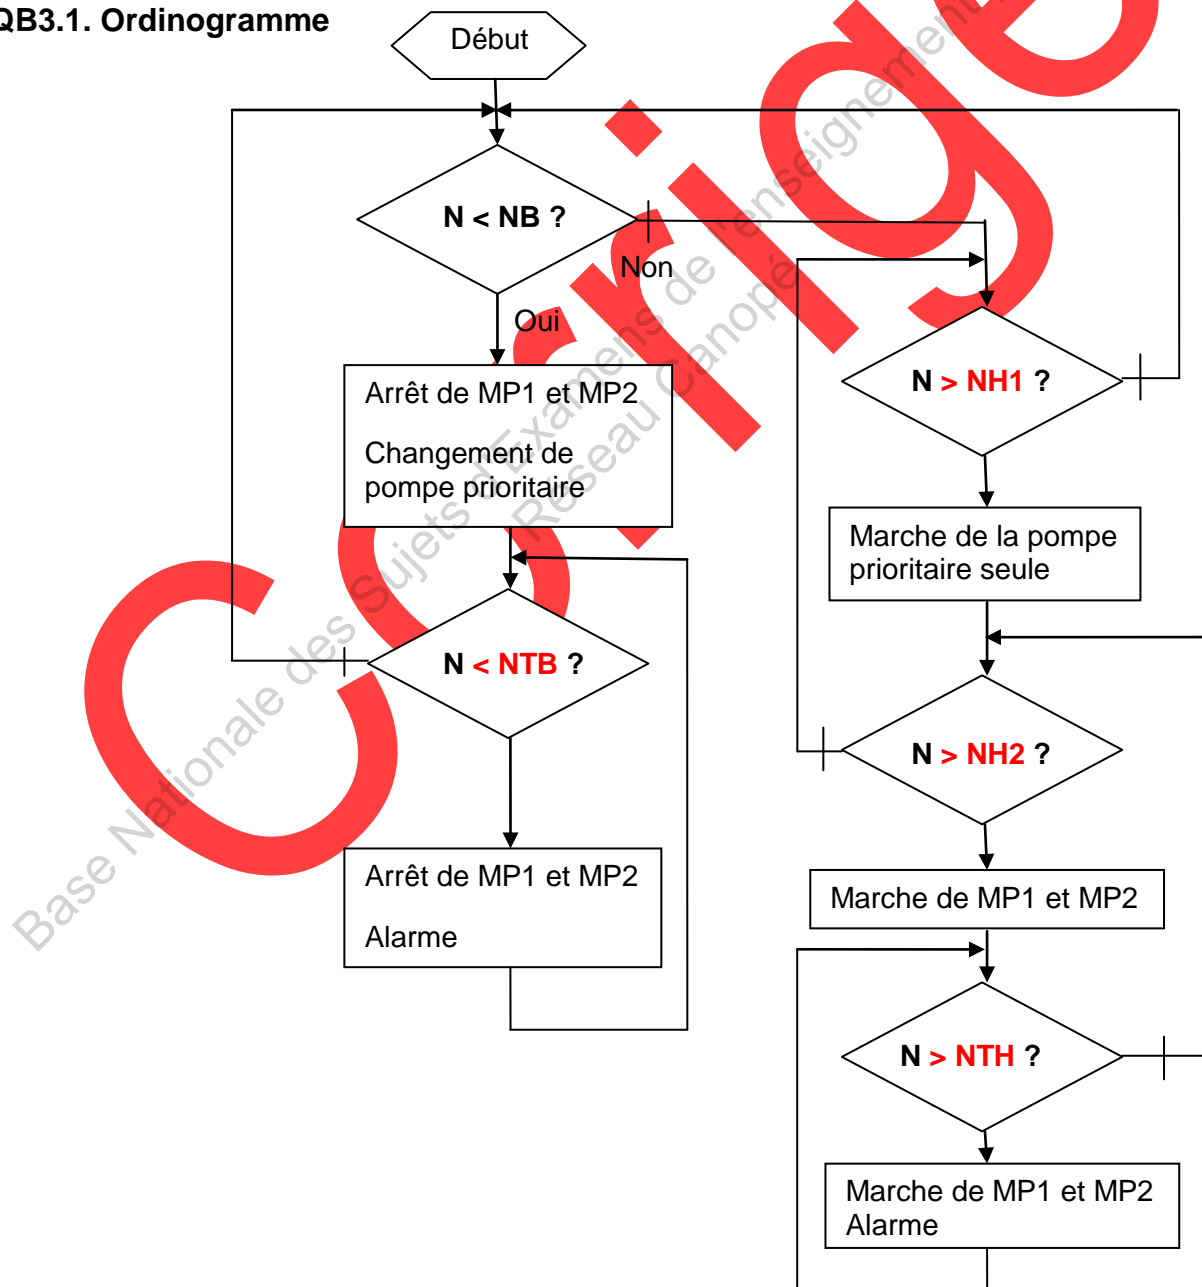 QB3.1. Ordinogramme
Début
N < NB ?
Non
Oui
Arrêt de MP1 et MP2
Changement de
pompe prioritaire
N < NTB ?
Arrêt de MP1 et MP2
Alarme
N > NH1 ?
Marche de la pompe
prioritaire seule
N > NH2 ?
Marche de MP1 et MP2
N > NTH ?
Marche de MP1 et MP2
Alarme
Corrigé
Base Nationale des Sujets d'Examens de l'enseignement
Réseau Canopé